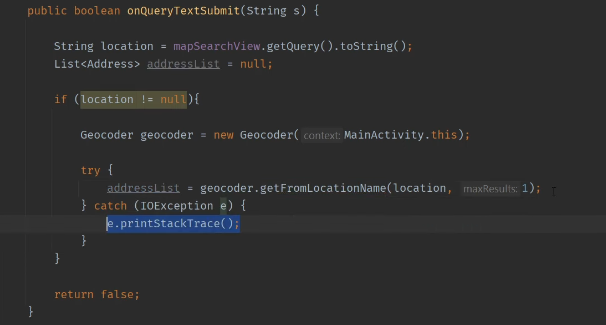 public boolean onQueryTextSubmit(String s) {
String location = mapSearchView.getQuery().toString();
List<Address> addressList = null;
if (location != null){
Geocoder geocoder = new Geocoder( context: MainActivity.this);
try {
addressList = geocoder.getFromLocationName(location, maxResults: 1);
} catch (IOException e) {
e.printStackTrace();
}
}
return false;
}